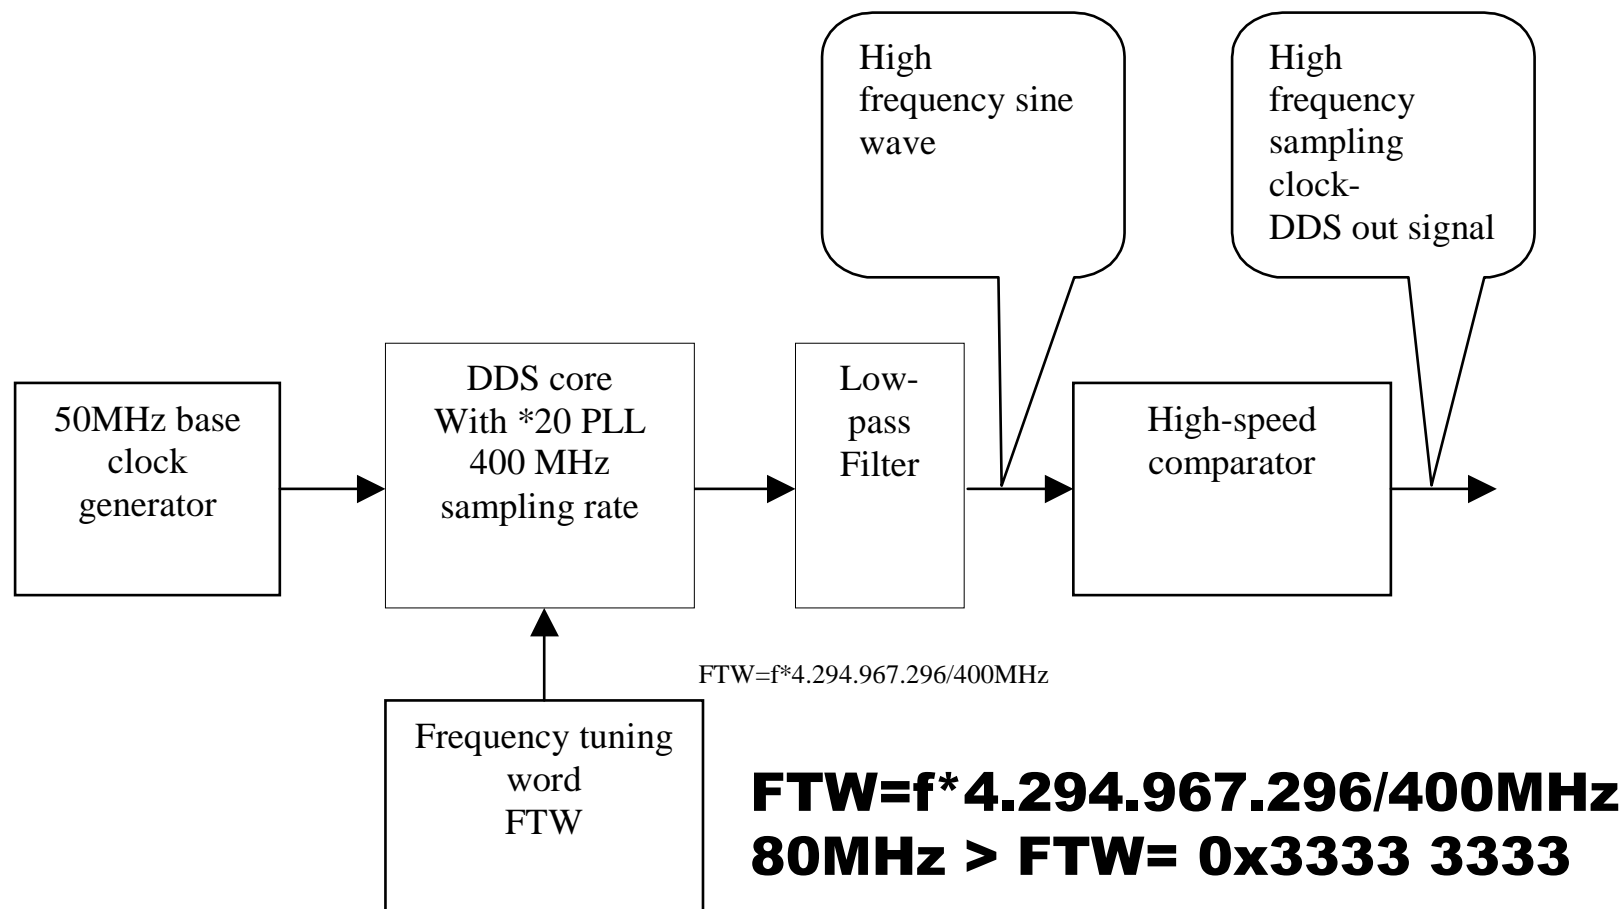 High
frequency sine
wave
High
frequency
sampling
clock-
DDS out signal
50MHz base
clock
generator
DDS core
With *20 PLL
400 MHz
sampling rate
Low-
pass
Filter
High-speed
comparator
FTW=f*4.294.967.296/400MHz
Frequency tuning
word
FTW
FTW=f*4.294.967.296/400MHz
80MHz > FTW= 0x3333 3333